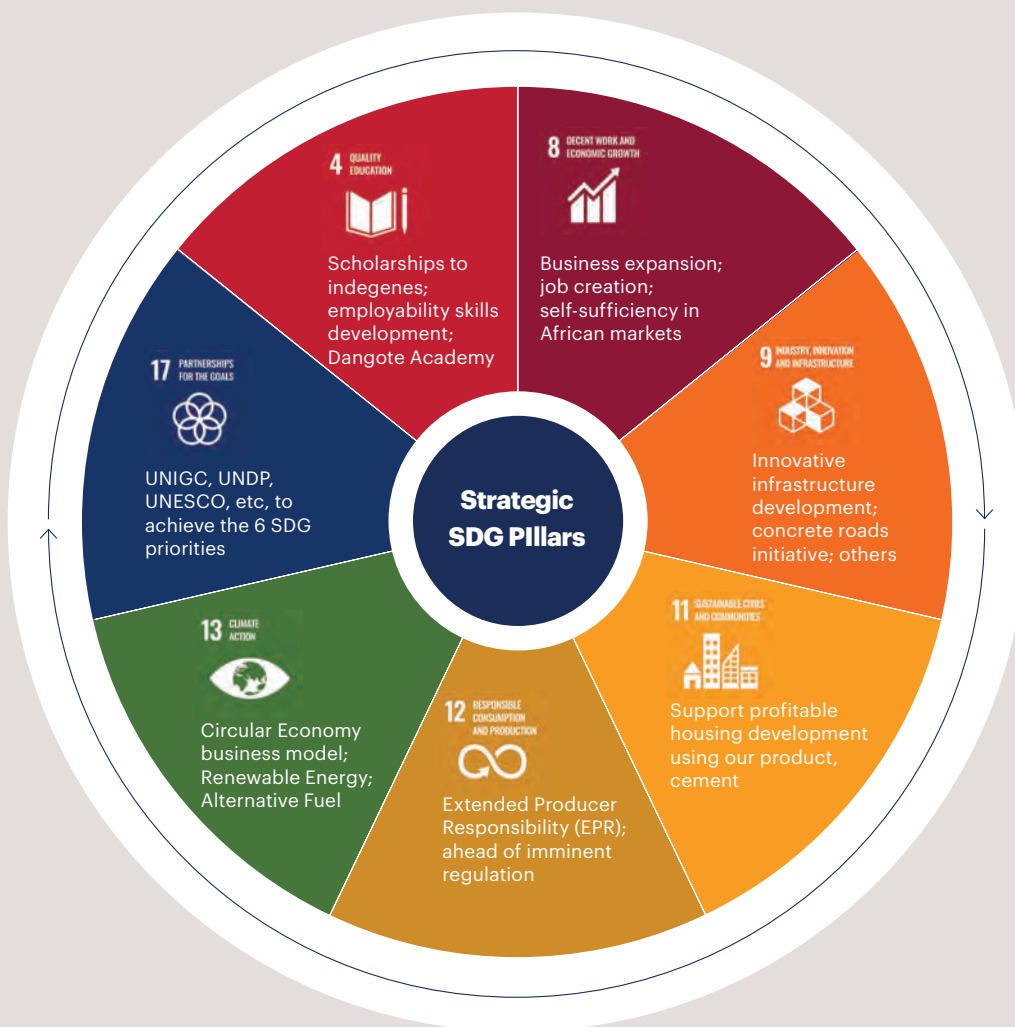 4 QUALITY
EDUCATION
Scholarships to
indegenes;
employability skills
development;
Dangote Academy
8 DECENT WORK AND
ECONOMIC GROWTH
Business expansion;
job creation;
self-sufficiency in
African markets
9 INDUSTRY, INNOVATION
AND INFRASTRUCTURE
Innovative
infrastructure
development;
concrete roads
initiative; others
11 SUSTAINABLE CITIES
AND COMMUNITIES
Support profitable
housing development
using our product,
cement
12 RESPONSIBLE
CONSUMPTION
AND PRODUCTION
Extended Producer
Responsibility (EPR);
ahead of imminent
regulation
13 CLIMATE
ACTION
Circular Economy
business model;
Renewable Energy;
Alternative Fuel
17 PARTNERSHIPS
FOR THE GOALS
UNIGC, UNDP,
UNESCO, etc, to
achieve the 6 SDG
priorities
Strategic
SDG PIllars